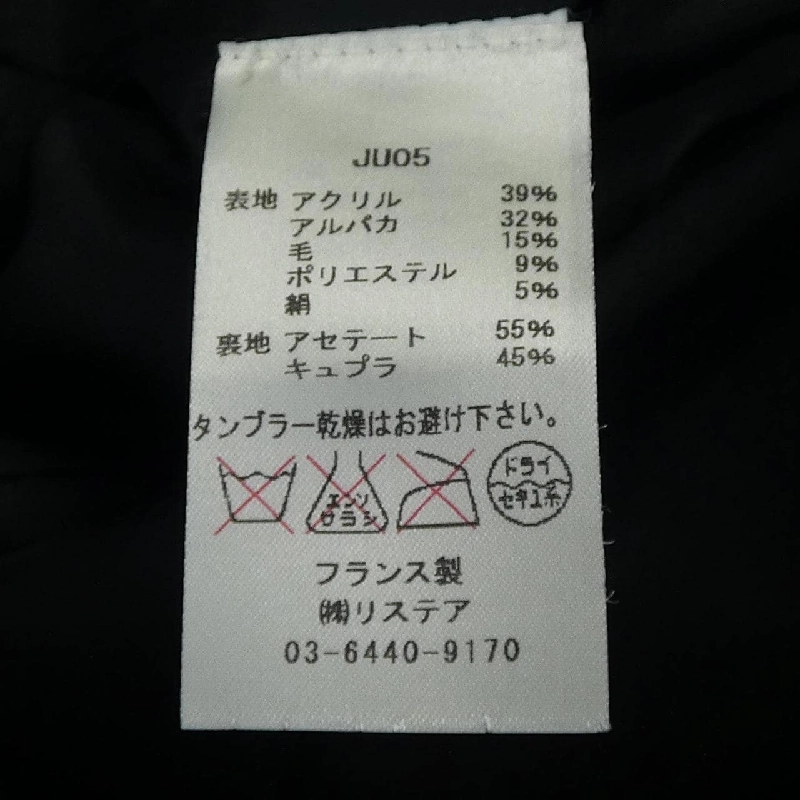 JU05
表地 アクリル 39%
アルパカ 32%
毛 15%
ポリエステル 9%
絹 5%
裏地 アセテート 55%
キュプラ 45%
タンブラー乾燥はお避け下さい。
エンソ
サラシ
ドライ
セキユ系
フランス製
㈱リステア
03-6440-9170